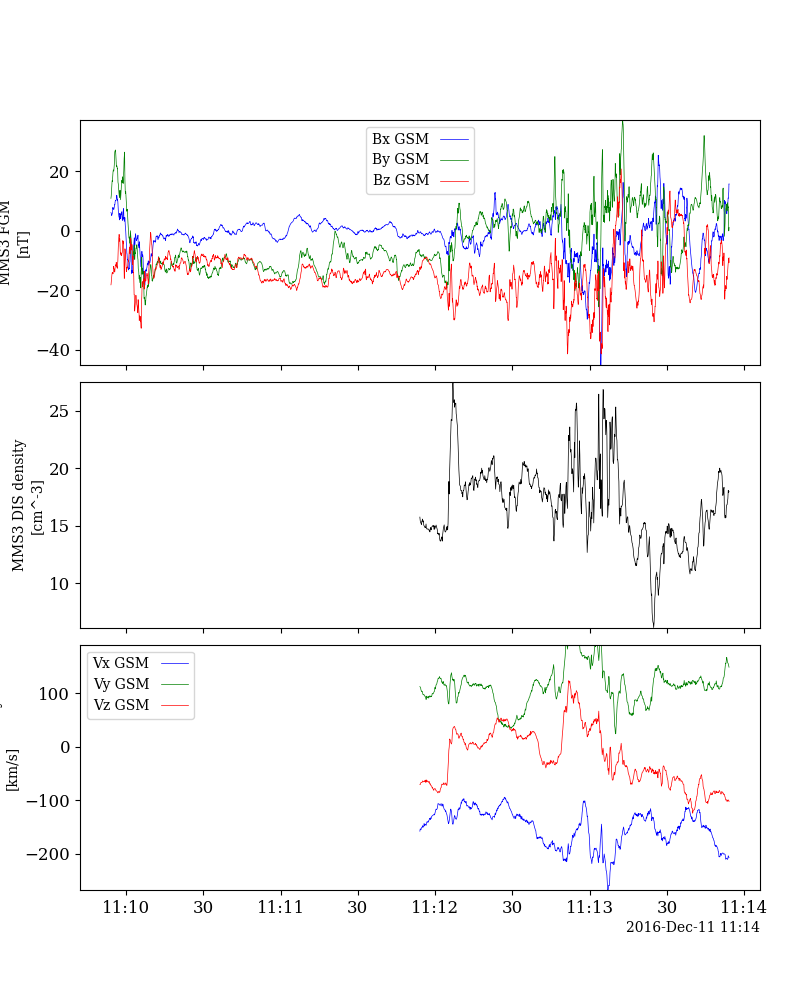 MMS3 FGM
[nT]
20
0
−20
−40
Bx GSM
By GSM
Bz GSM
MMS3 DIS density
[cm^-3]
25
20
15
10
[km/s]
100
0
−100
−200
Vx GSM
Vy GSM
Vz GSM
11:10 30 11:11 30 11:12 30 11:13 30 11:14
2016-Dec-11 11:14